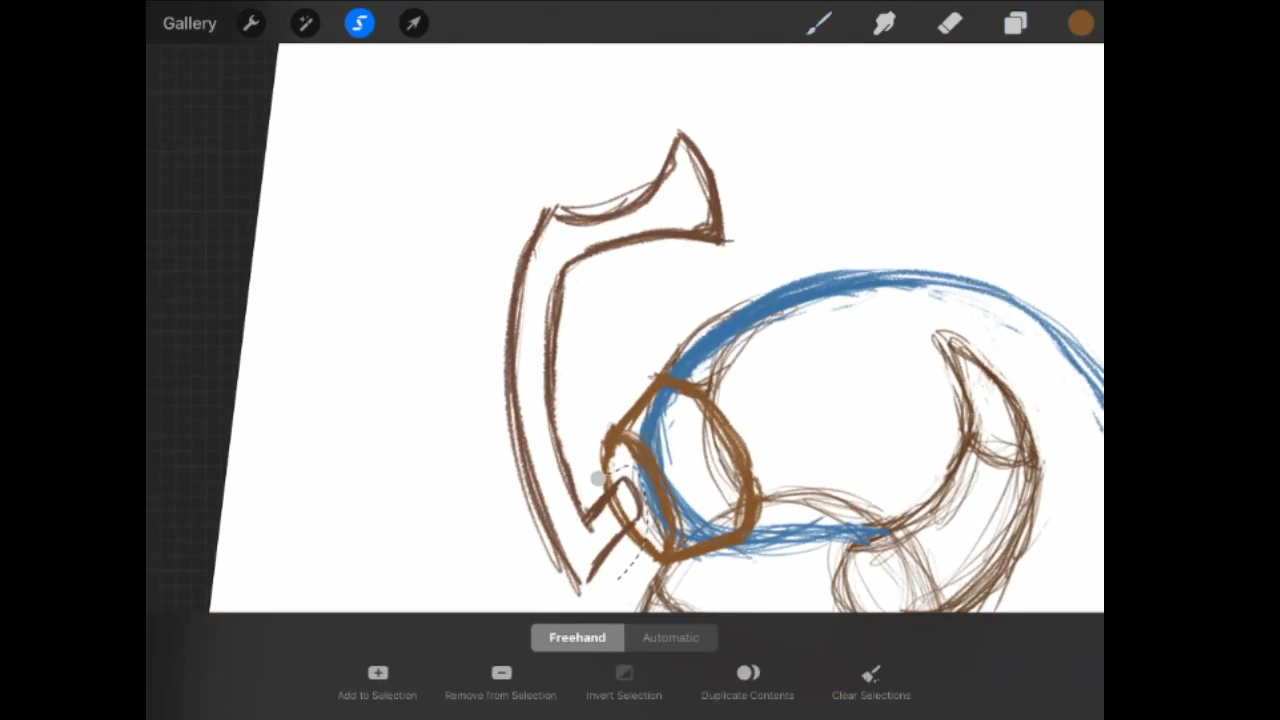 Gallery
Freehand Automatic
Add to Selection Remove from Selection Invert Selection Duplicate Contents Clear Selections